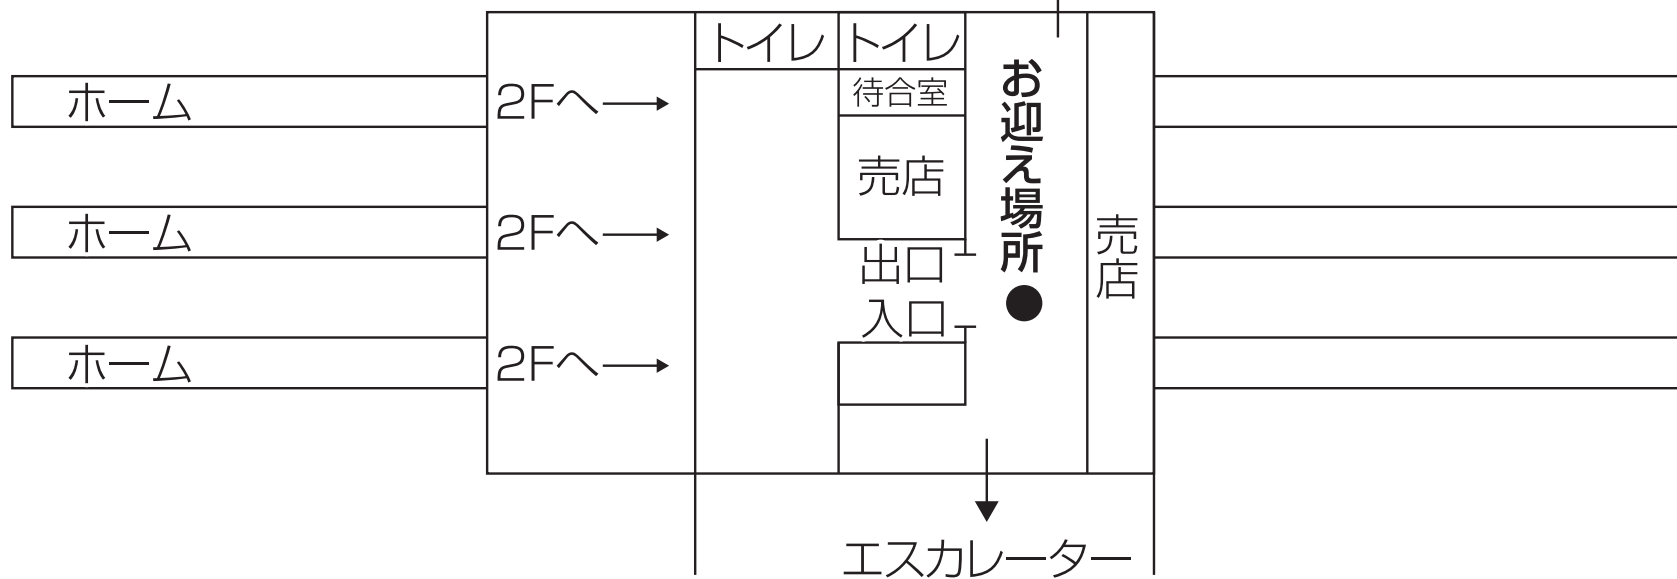 トイレ
トイレ
待合室
売店
お迎え場所●
売店
ホーム
2Fへ→
ホーム
2Fへ→
ホーム
2Fへ→
出口
入口
エスカレーター